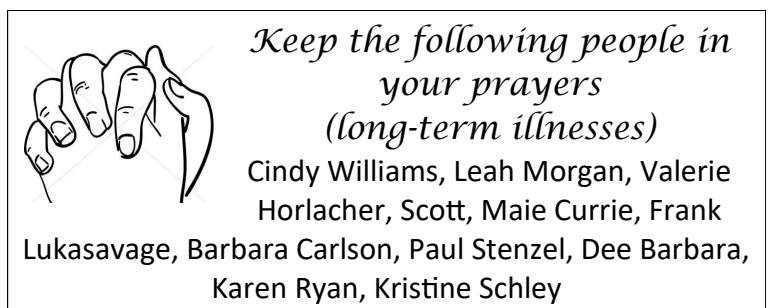 Keep the following people in
your prayers
(long-term illnesses)
Cindy Williams, Leah Morgan, Valerie
Horlacher, Scott, Maie Currie, Frank
Lukasavage, Barbara Carlson, Paul Stenzel, Dee Barbara,
Karen Ryan, Kristine Schley